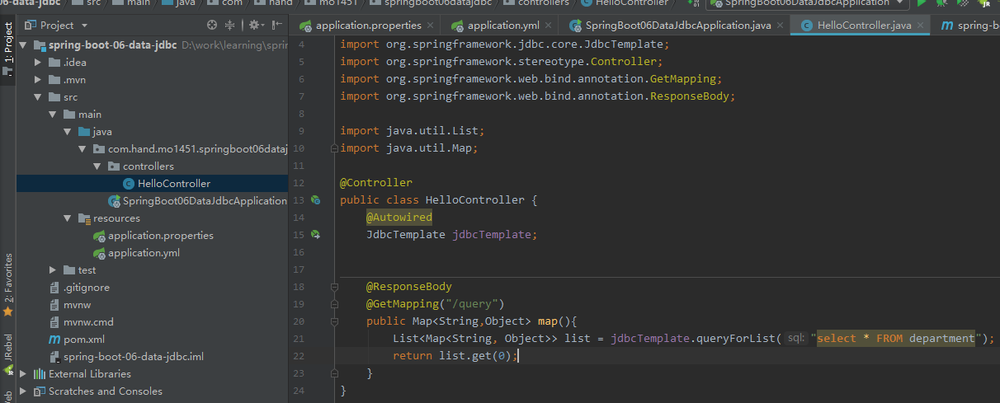 06-data-jdbc src main java com hand mo1451 springboot06datajdbc controllers HelloController SpringBoot06DataJdbcApplication
Project
application.properties × application.yml × SpringBoot06DataJdbcApplication.java × HelloController.java × spring-b
1: Project
2: Favorites
JRebel
Web
spring-boot-06-data-jdbc D:\work\learning\sprin
.idea
.mvn
src
main
java
com.hand.mo1451.springboot06dataj
controllers
HelloController
SpringBoot06DataJdbcApplication
resources
application.properties
application.yml
test
.gitignore
mvnw
mvnw.cmd
pom.xml
spring-boot-06-data-jdbc.iml
External Libraries
Scratches and Consoles
4 import org.springframework.jdbc.core.JdbcTemplate;
5 import org.springframework.stereotype.Controller;
6 import org.springframework.web.bind.annotation.GetMapping;
7 import org.springframework.web.bind.annotation.ResponseBody;
8
9 import java.util.List;
10 import java.util.Map;
11
12 @Controller
13 public class HelloController {
14 @Autowired
15 JdbcTemplate jdbcTemplate;
16
17
18 @ResponseBody
19 @GetMapping("/query")
20 public Map<String,Object> map(){
21 List<Map<String, Object>> list = jdbcTemplate.queryForList( sql: "select * FROM department");
22 return list.get(0);
23 }
24 }